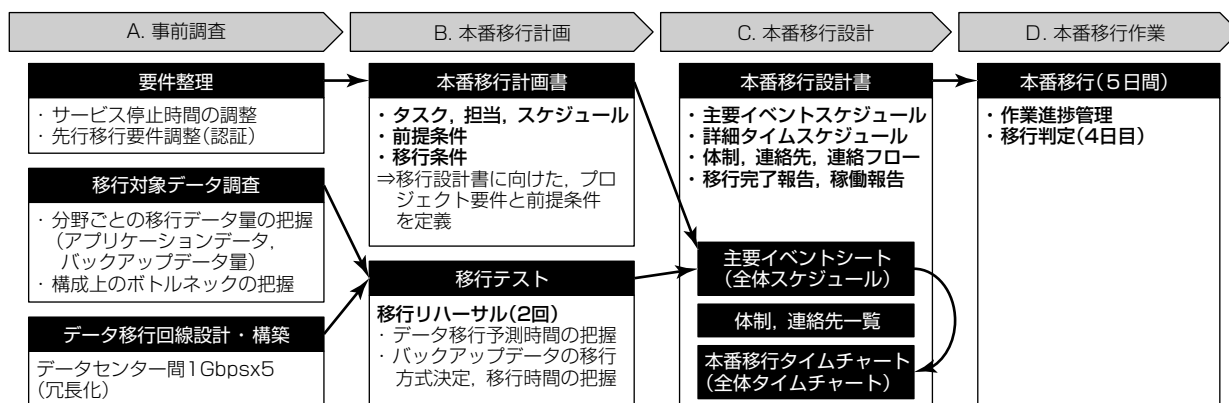 A. 事前調査
B. 本番移行計画
C. 本番移行設計
D. 本番移行作業
要件整理
・サービス停止時間の調整
・先行移行要件調整(認証)
移行対象データ調査
・分野ごとの移行データ量の把握
(アプリケーションデータ,
バックアップデータ量)
・構成上のボトルネックの把握
データ移行回線設計・構築
データセンター間1Gbpsx5
(冗長化)
本番移行計画書
・タスク, 担当, スケジュール
・前提条件
・移行条件
⇒移行設計書に向けた, プロ
ジェクト要件と前提条件
を定義
移行テスト
移行リハーサル(2回)
・データ移行予測時間の把握
・バックアップデータの移行
方式決定, 移行時間の把握
本番移行設計書
・主要イベントスケジュール
・詳細タイムスケジュール
・体制, 連絡先, 連絡フロー
・移行完了報告, 稼働報告
主要イベントシート
(全体スケジュール)
体制, 連絡先一覧
本番移行タイムチャート
(全体タイムチャート)
本番移行(5日間)
・作業進捗管理
・移行判定(4日目)